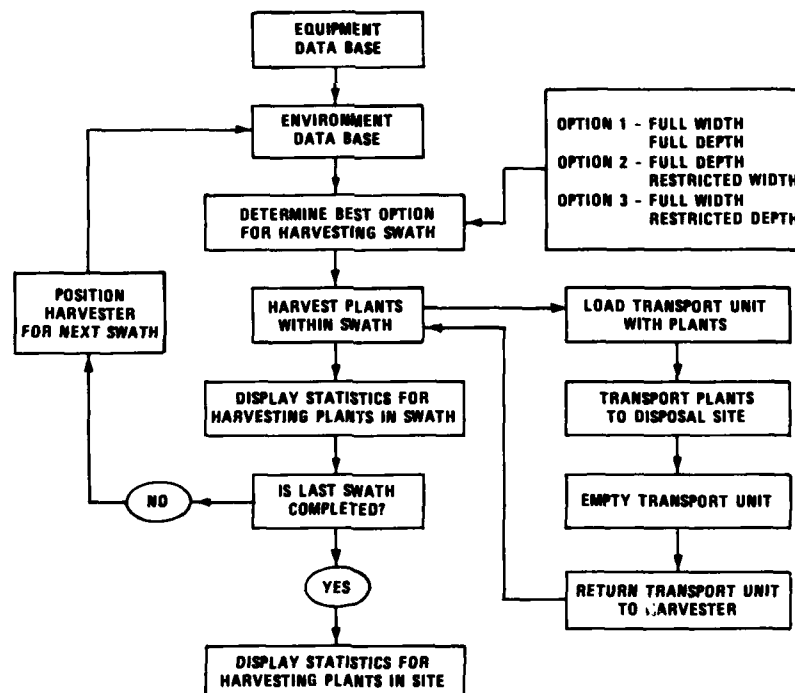 EQUIPMENT
DATA BASE
ENVIRONMENT
DATA BASE
OPTION 1 - FULL WIDTH
FULL DEPTH
OPTION 2 - FULL DEPTH
RESTRICTED WIDTH
OPTION 3 - FULL WIDTH
RESTRICTED DEPTH
DETERMINE BEST OPTION
FOR HARVESTING SWATH
POSITION
HARVESTER
FOR NEXT SWATH
HARVEST PLANTS
WITHIN SWATH
LOAD TRANSPORT UNIT
WITH PLANTS
DISPLAY STATISTICS FOR
HARVESTING PLANTS IN SWATH
TRANSPORT PLANTS
TO DISPOSAL SITE
NO
IS LAST SWATH
COMPLETED?
EMPTY TRANSPORT UNIT
YES
RETURN TRANSPORT UNIT
TO HARVESTER
DISPLAY STATISTICS FOR
HARVESTING PLANTS IN SITE